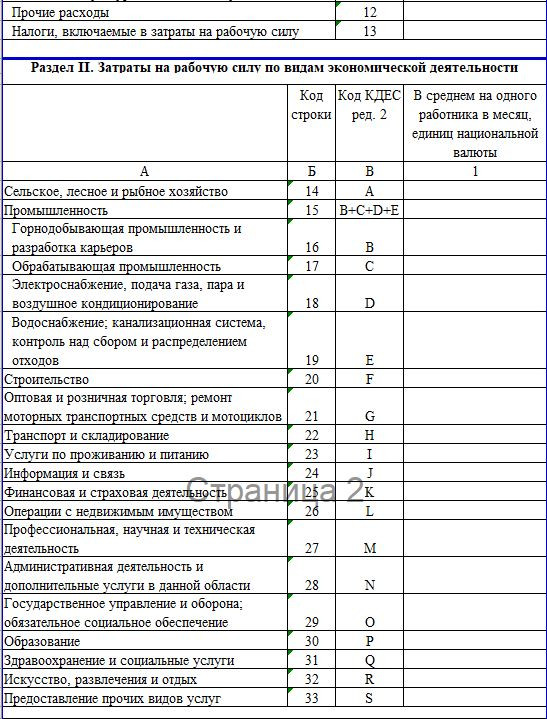 Прочие расходы 12
Налоги, включаемые в затраты на рабочую силу 13
Раздел II. Затраты на рабочую силу по видам экономической деятельности
Код Код КДЕС В среднем на одного
строки ред. 2 работника в месяц,
единиц национальной
валюты
А Б В 1
Сельское, лесное и рыбное хозяйство 14 A
Промышленность 15 B+C+D+E
Горнодобывающая промышленность и
разработка карьеров 16 B
Обрабатывающая промышленность 17 C
Электроснабжение, подача газа, пара и
воздушное кондиционирование 18 D
Водоснабжение; канализационная система,
контроль над сбором и распределением
отходов 19 E
Строительство 20 F
Оптовая и розничная торговля; ремонт
моторных транспортных средств и мотоциклов 21 G
Транспорт и складирование 22 H
Услуги по проживанию и питанию 23 I
Информация и связь 24 J
Страница 2
Финансовая и страховая деятельность 25 K
Операции с недвижимым имуществом 26 L
Профессиональная, научная и техническая
деятельность 27 M
Административная деятельность и
дополнительные услуги в данной области 28 N
Государственное управление и оборона;
обязательное социальное обеспечение 29 O
Образование 30 P
Здравоохранение и социальные услуги 31 Q
Искусство, развлечения и отдых 32 R
Предоставление прочих видов услуг 33 S